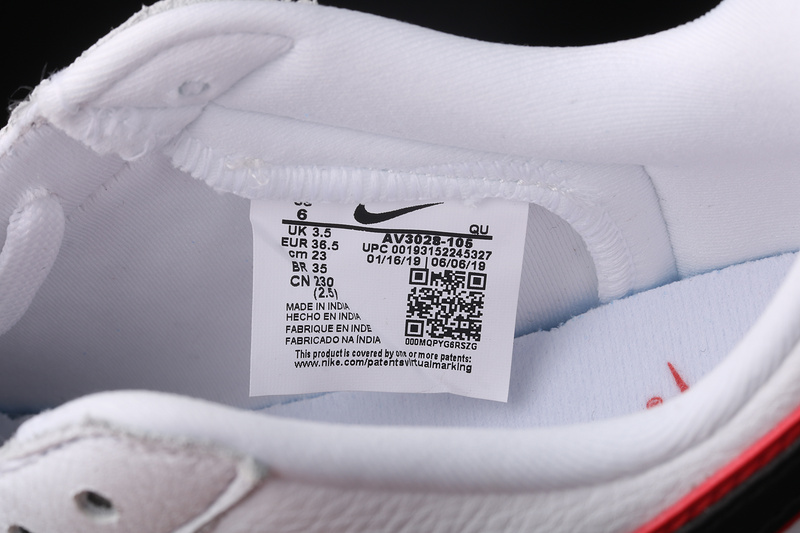 US
6
UK 3.5
EUR 36.5
cm 23
BR 35
CN 230
(2.5)
QU
AV3028-105
UPC 00193152245327
01/16/19 | 06/06/19
000MQPYG6RSZG
MADE IN INDIA
HECHO EN INDIA
FABRIQUE EN INDE
FABRICADO NA ÍNDIA
This product is covered by one or more patents:
www.nike.com/patentsvirtualmarking